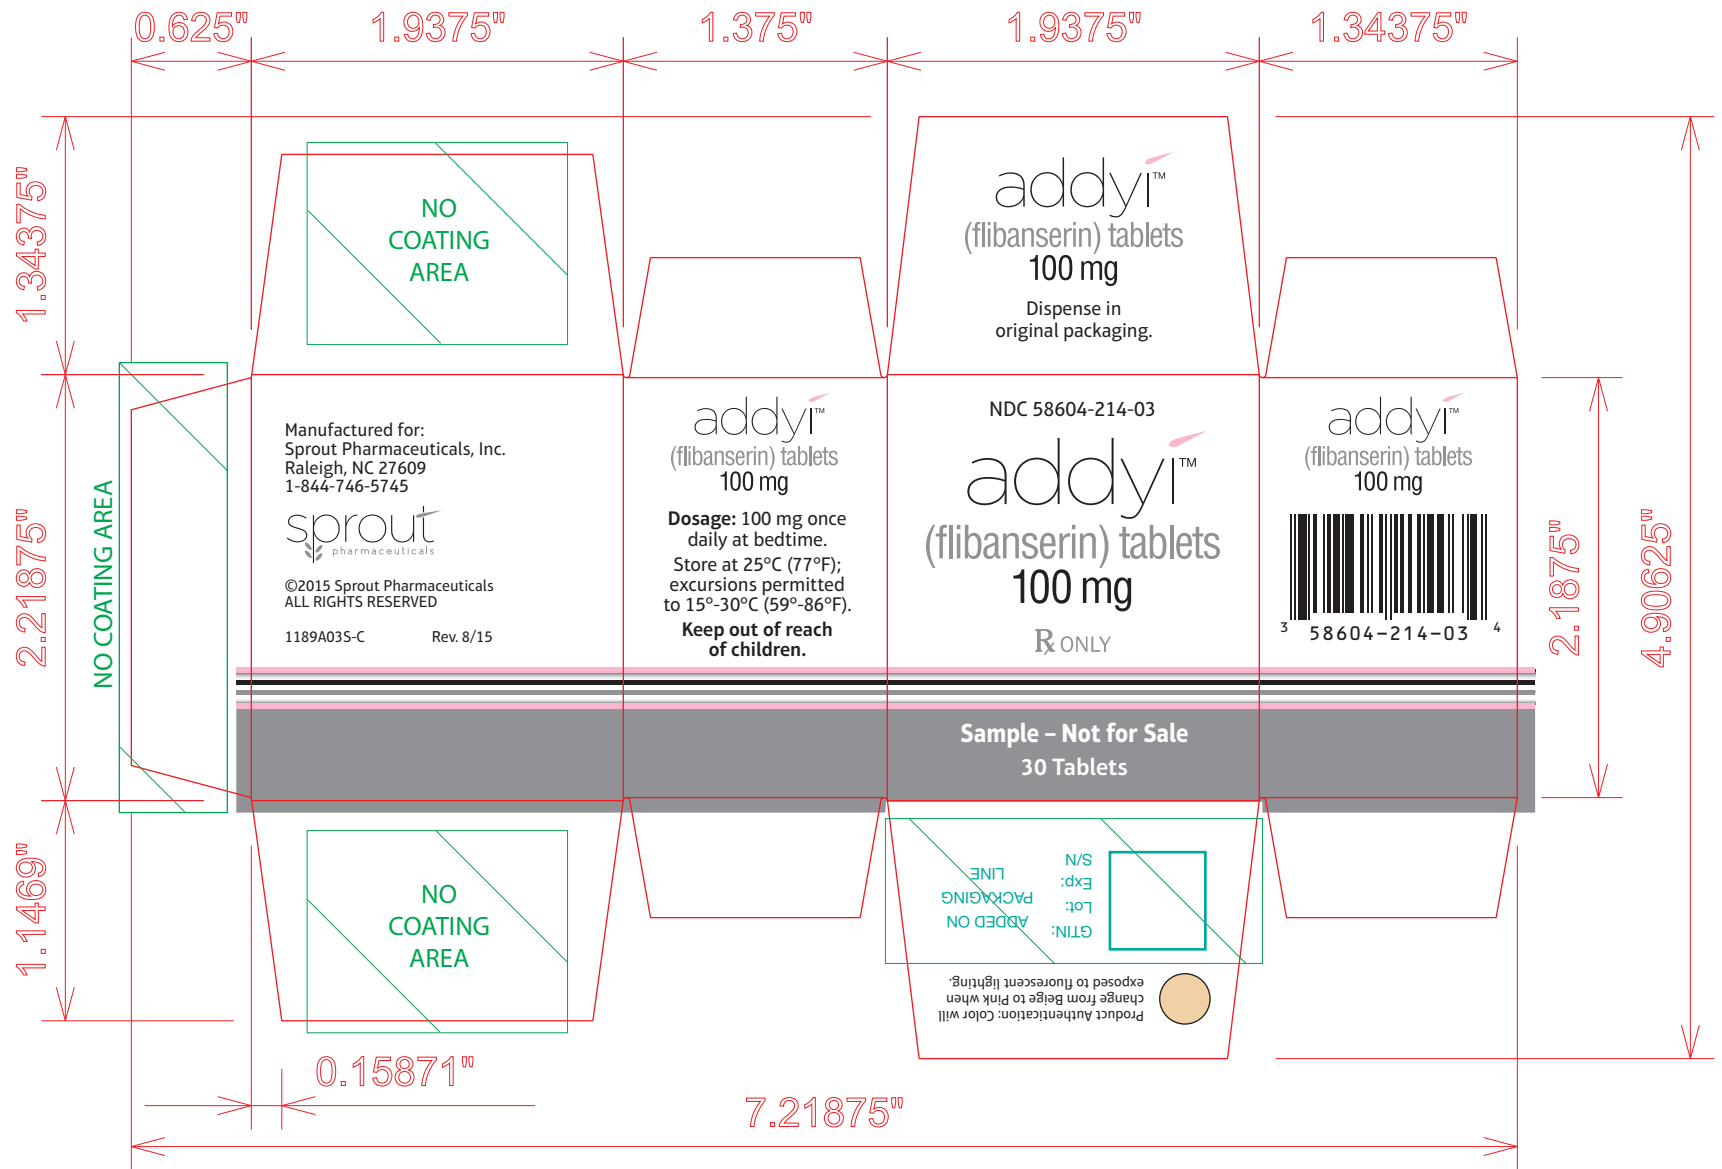 0.625"
1.9375"
1.375"
1.9375"
1.34375"
1.34375"
2.21875"
1.1469"
NO COATING AREA
NO
COATING
AREA
addyi™
(flibanserin) tablets
100 mg
Dispense in
original packaging.
Manufactured for:
Sprout Pharmaceuticals, Inc.
Raleigh, NC 27609
1-844-746-5745
sprout
pharmaceuticals
©2015 Sprout Pharmaceuticals
ALL RIGHTS RESERVED
1189A03S-C Rev. 8/15
addyi™
(flibanserin) tablets
100 mg
Dosage: 100 mg once
daily at bedtime.
Store at 25°C (77°F);
excursions permitted
to 15°-30°C (59°-86°F).
Keep out of reach
of children.
NDC 58604-214-03
addyi™
(flibanserin) tablets
100 mg
Rx ONLY
Sample – Not for Sale
30 Tablets
addyi™
(flibanserin) tablets
100 mg
3 58604-214-03 4
2.1875"
4.90625"
NO
COATING
AREA
GTIN:
Lot:
Exp:
S/N
ADDED ON
PACKAGING
LINE
Product Authentication: Color will
change from Beige to Pink when
exposed to fluorescent lighting.
0.15871"
7.21875"